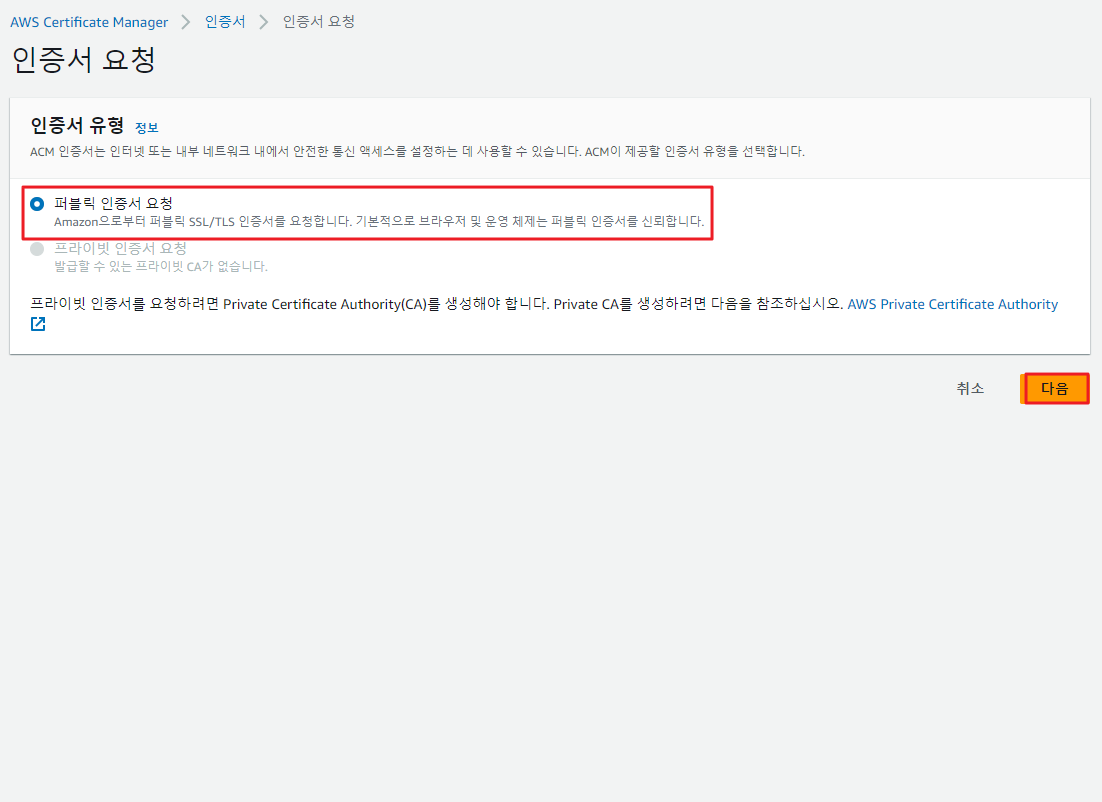 AWS Certificate Manager > 인증서 > 인증서 요청
인증서 요청
인증서 유형 정보
ACM 인증서는 인터넷 또는 내부 네트워크 내에서 안전한 통신 액세스를 설정하는 데 사용할 수 있습니다. ACM이 제공할 인증서 유형을 선택합니다.
퍼블릭 인증서 요청
Amazon으로부터 퍼블릭 SSL/TLS 인증서를 요청합니다. 기본적으로 브라우저 및 운영 체제는 퍼블릭 인증서를 신뢰합니다.
프라이빗 인증서 요청
발급할 수 있는 프라이빗 CA가 없습니다.
프라이빗 인증서를 요청하려면 Private Certificate Authority(CA)를 생성해야 합니다. Private CA를 생성하려면 다음을 참조하십시오. AWS Private Certificate Authority
취소 다음